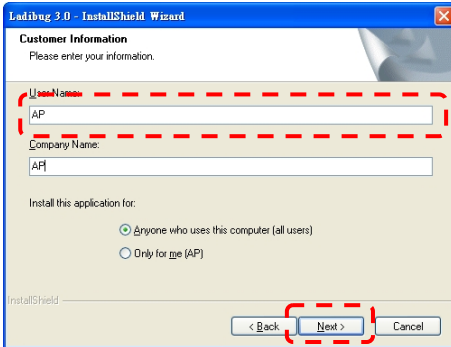 Ladibug 3.0 - InstallShield Wizard
Customer Information
Please enter your information.
User Name:
AP
Company Name:
AP
Install this application for:
Anyone who uses this computer (all users)
Only for me (AP)
InstallShield
< Back Next > Cancel